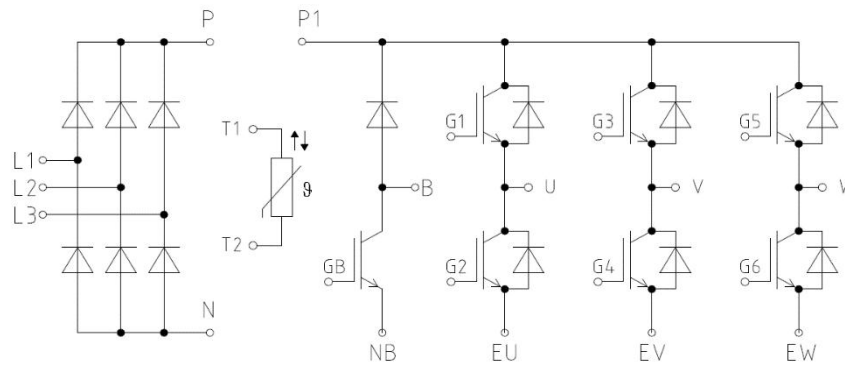 P P1
T1 G1 G3 G5
L1
L2 ϑ B U V W
L3
T2
GB G2 G4 G6
N
NB EU EV EW